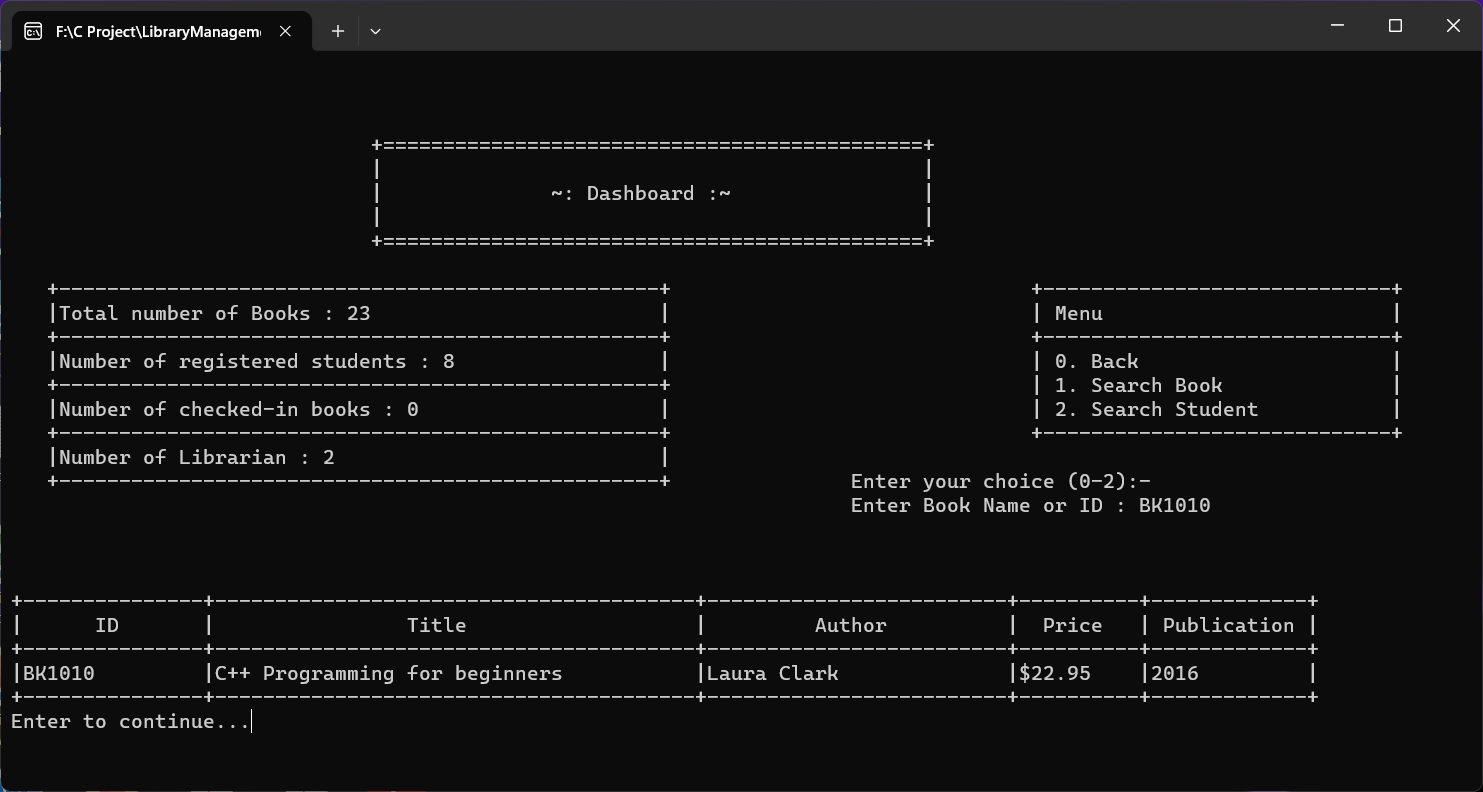 F:\C Project\LibraryManagem
~: Dashboard :~
Total number of Books : 23
Number of registered students : 8
Number of checked-in books : 0
Number of Librarian : 2
Menu
0. Back
1. Search Book
2. Search Student
Enter your choice (0-2):-
Enter Book Name or ID : BK1010
ID Title Author Price Publication
BK1010 C++ Programming for beginners Laura Clark $22.95 2016
Enter to continue...